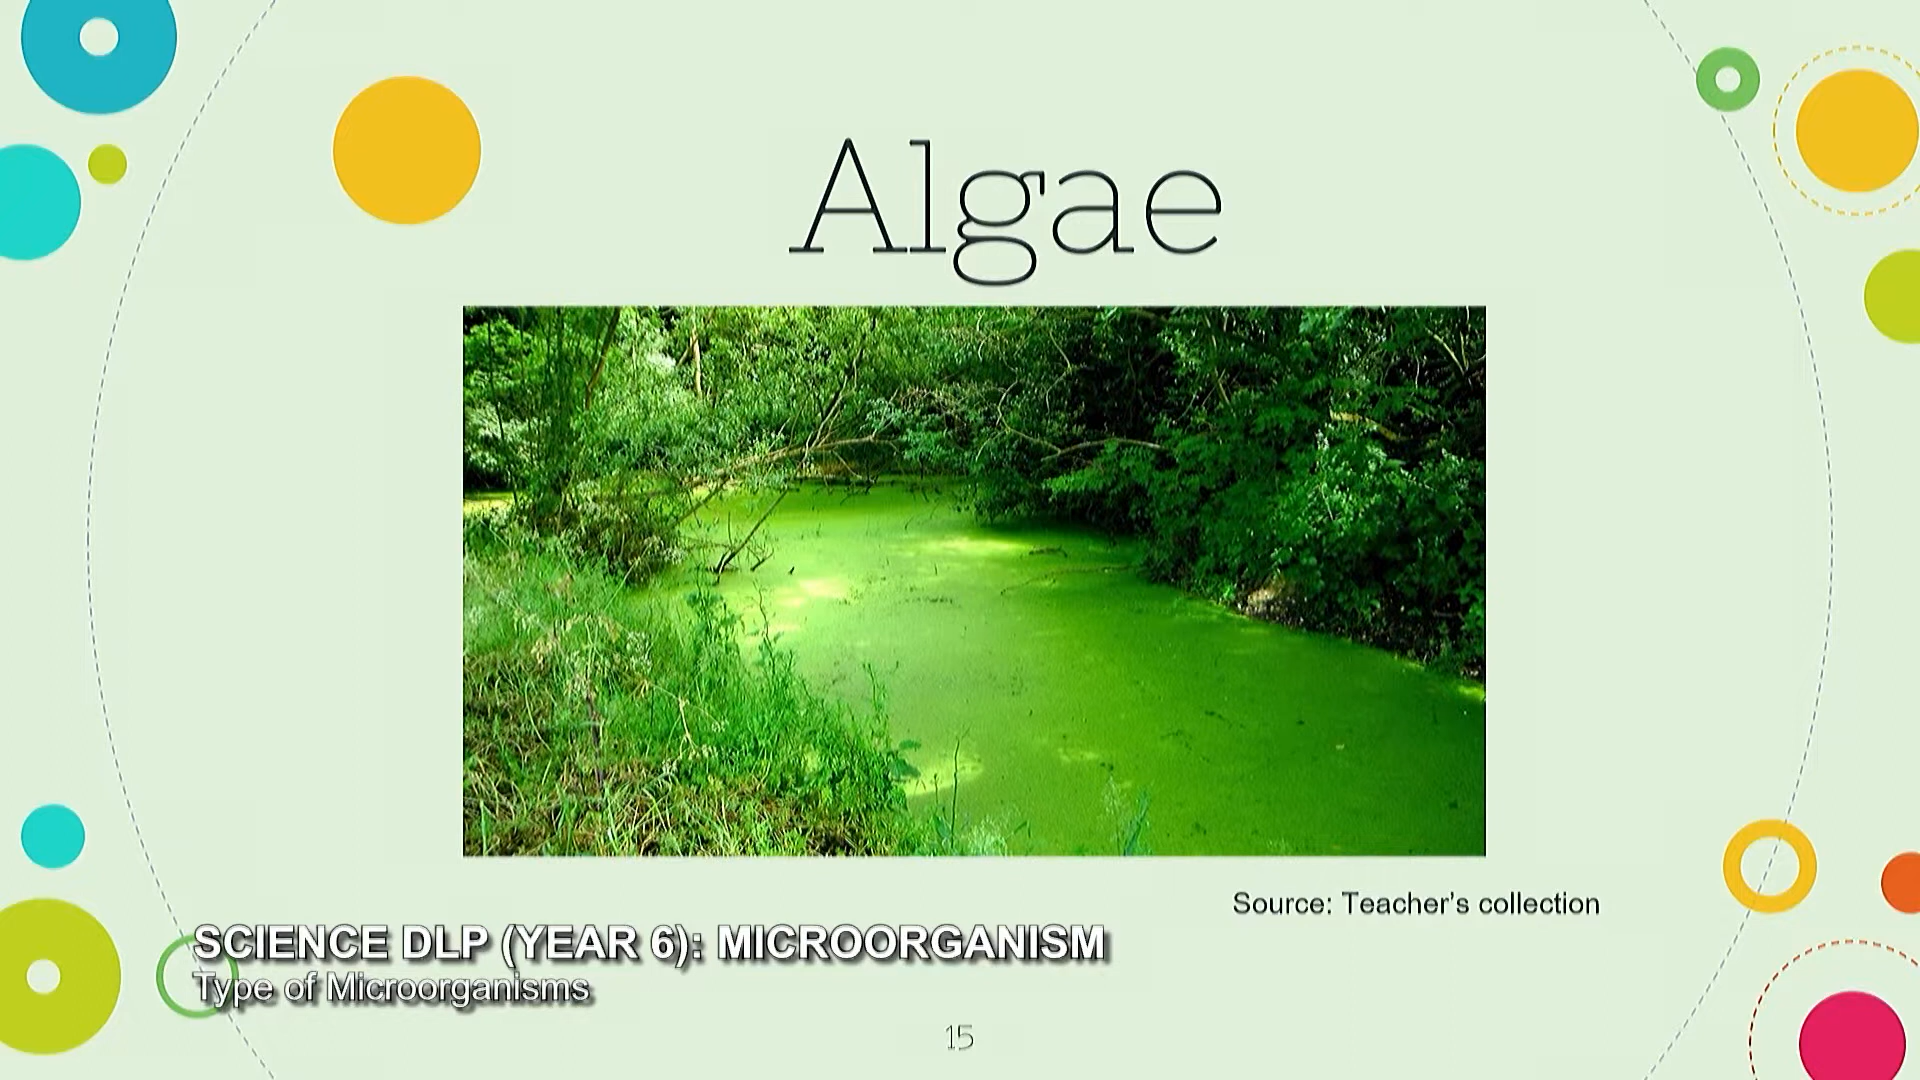 Algae
Source: Teacher's collection
SCIENCE DLP (YEAR 6): MICROORGANISM
Type of Microorganisms
15